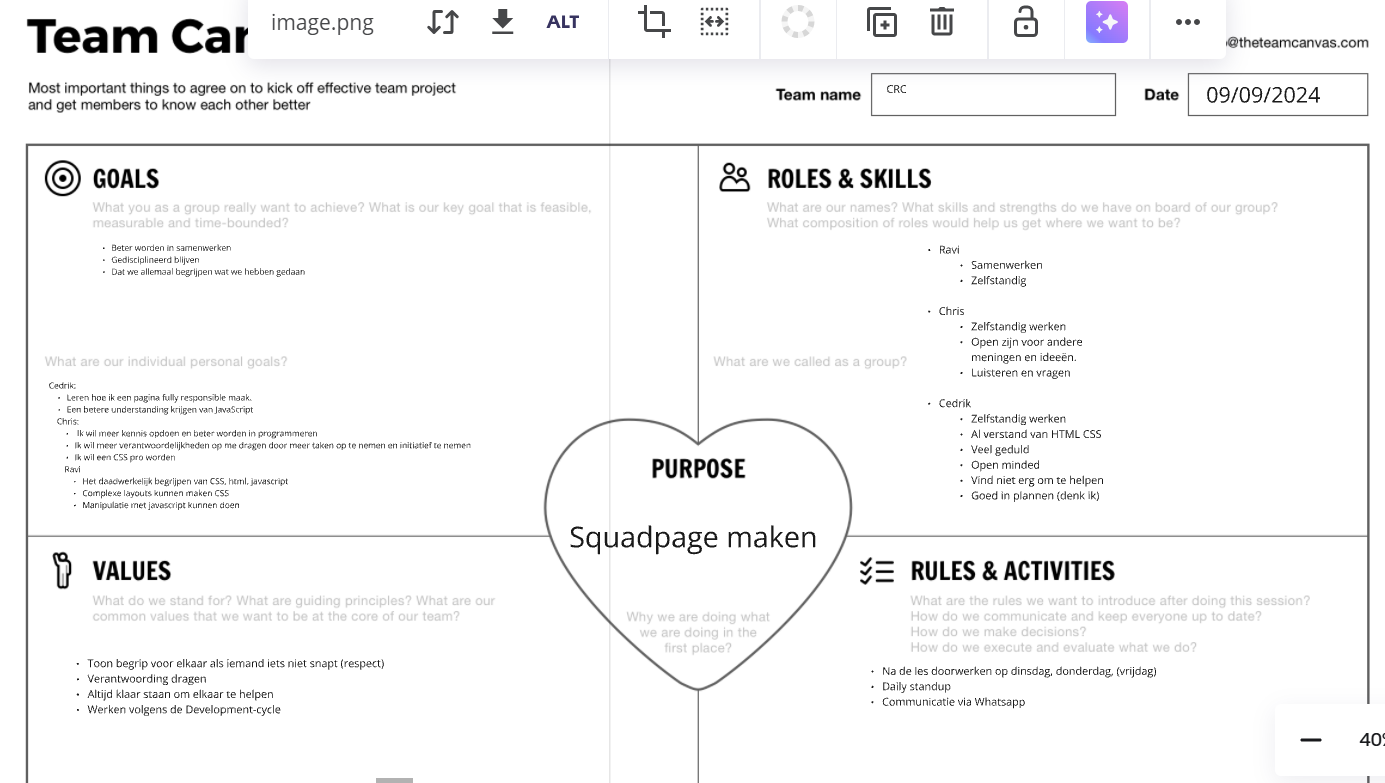 image.png
ALT
Team Can
@theteamcanvas.com
Most important things to agree on to kick off effective team project
and get members to know each other better
Team name
CRC
Date
09/09/2024
GOALS
What you as a group really want to achieve? What is our key goal that is feasible,
measurable and time-bounded?
• Beter worden in samenwerken
• Gedisciplineerd blijven
• Dat we allemaal begrijpen wat we hebben gedaan
What are our individual personal goals?
Cedrik:
• Leren hoe ik een pagina fully responsible maak.
• Een betere understanding krijgen van JavaScript
Chris:
• Ik wil meer kennis opdoen en beter worden in programmeren
• Ik wil meer verantwoordelijkheden op me dragen door meer taken op te nemen en initiatief te nemen
• Ik wil een CSS pro worden
Ravi
• Het daadwerkelijk begrijpen van CSS, html, javascript
• Complexe layouts kunnen maken CSS
• Manipulatie met javascript kunnen doen
ROLES & SKILLS
What are our names? What skills and strengths do we have on board of our group?
What composition of roles would help us get where we want to be?
• Ravi
• Samenwerken
• Zelfstandig
• Chris
• Zelfstandig werken
• Open zijn voor andere
meningen en ideeën.
• Luisteren en vragen
What are we called as a group?
• Cedrik
• Zelfstandig werken
• Al verstand van HTML CSS
• Veel geduld
• Open minded
• Vind niet erg om te helpen
• Goed in plannen (denk ik)
PURPOSE
Squadpage maken
Why we are doing what
we are doing in the
first place?
VALUES
What do we stand for? What are guiding principles? What are our
common values that we want to be at the core of our team?
• Toon begrip voor elkaar als iemand iets niet snapt (respect)
• Verantwoording dragen
• Altijd klaar staan om elkaar te helpen
• Werken volgens de Development-cycle
RULES & ACTIVITIES
What are the rules we want to introduce after doing this session?
How do we communicate and keep everyone up to date?
How do we make decisions?
How do we execute and evaluate what we do?
• Na de les doorwerken op dinsdag, donderdag, (vrijdag)
• Daily standup
• Communicatie via Whatsapp
40%